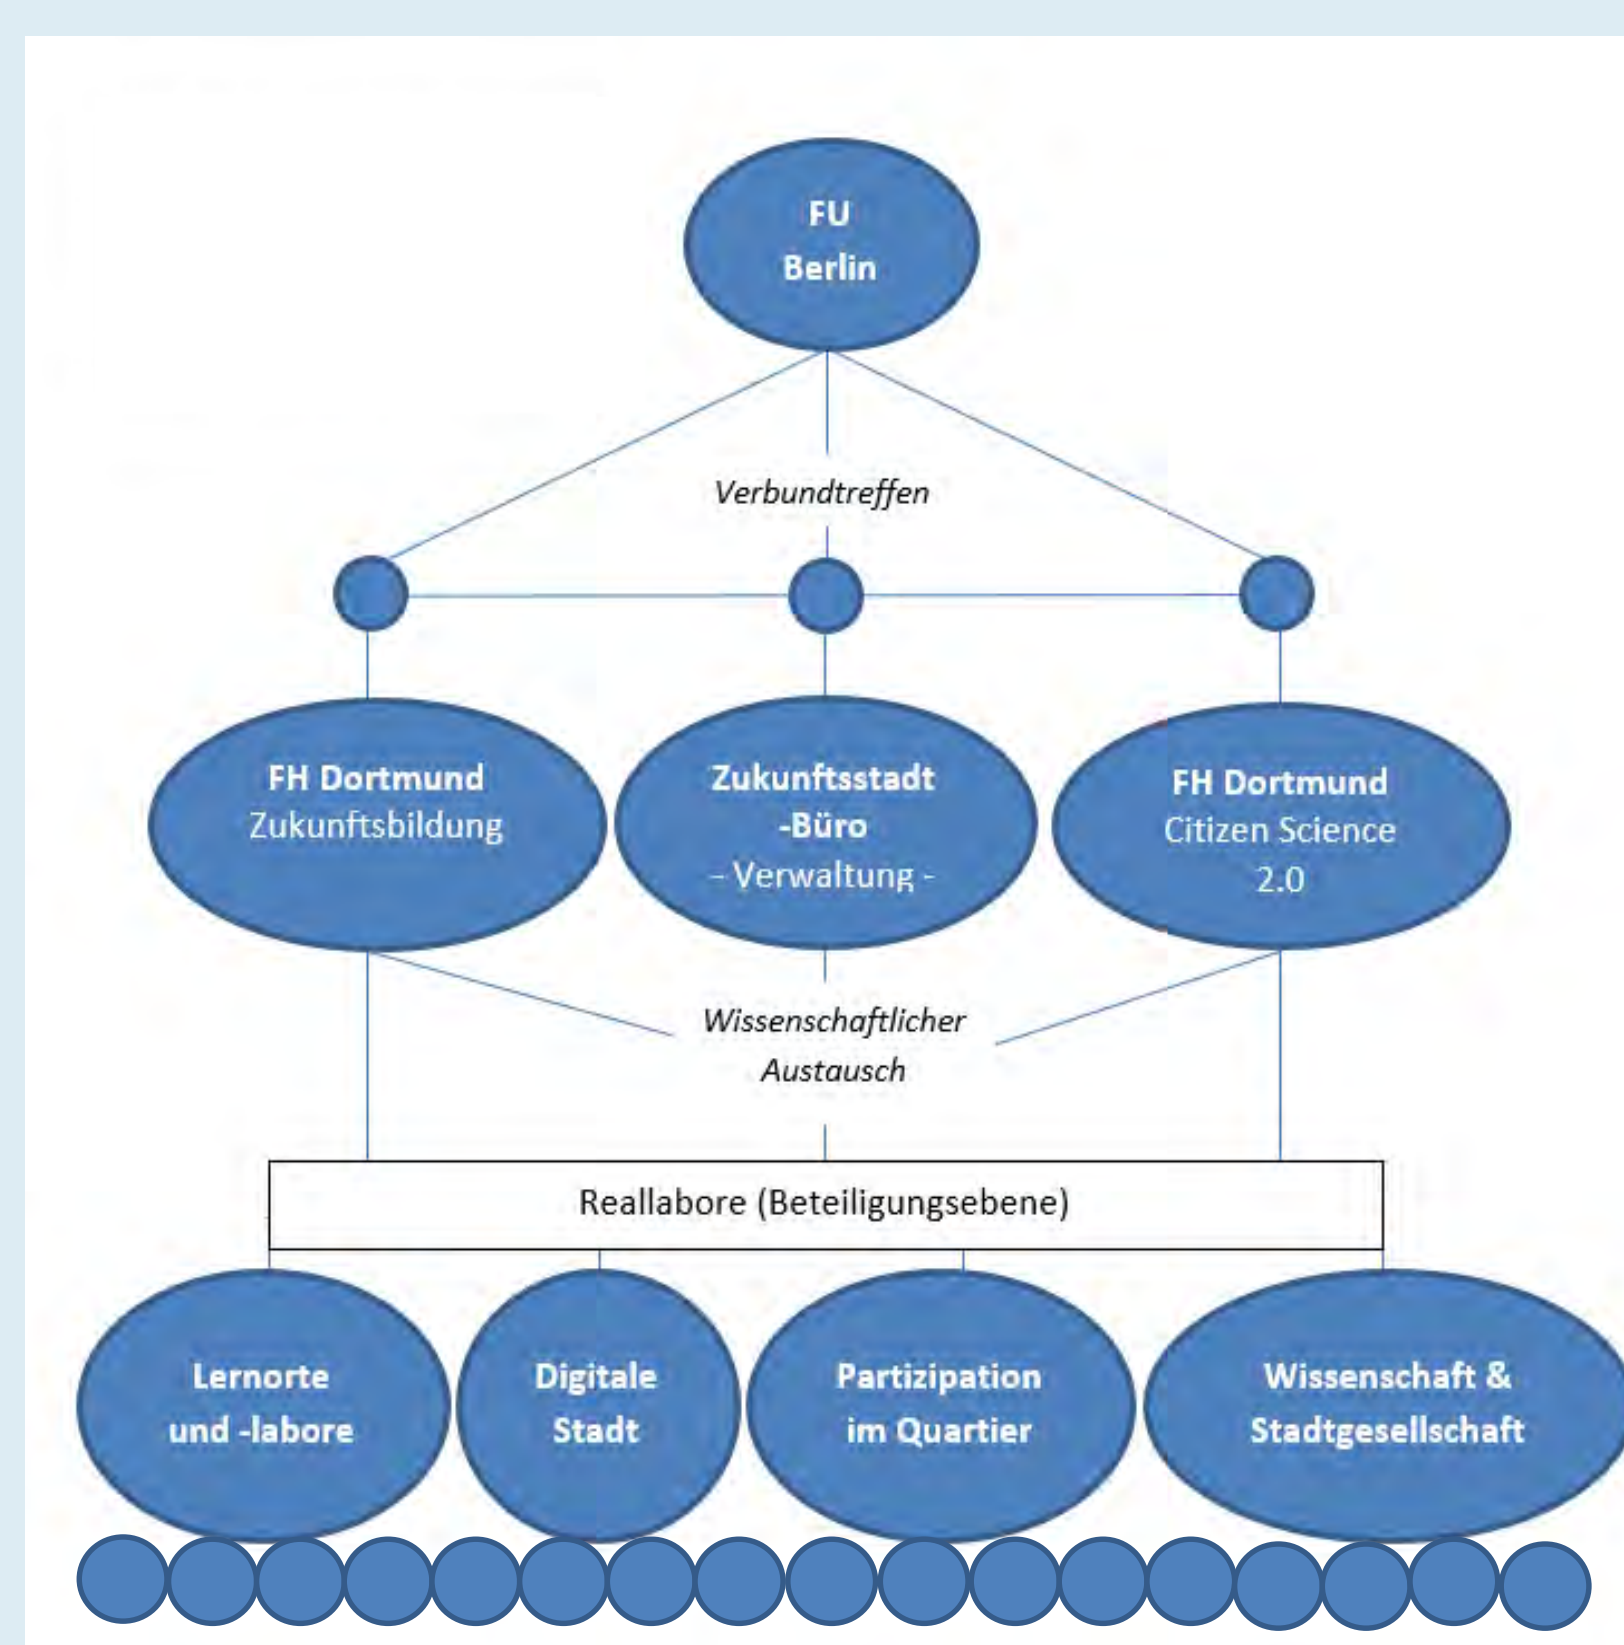 FU
Berlin
Verbundtreffen
FH Dortmund
Zukunftsbildung
Zukunftsstadt
-Büro
- Verwaltung -
FH Dortmund
Citizen Science
2.0
Wissenschaftlicher
Austausch
Reallabore (Beteiligungsebene)
Lernorte
und -labore
Digitale
Stadt
Partizipation
im Quartier
Wissenschaft &
Stadtgesellschaft